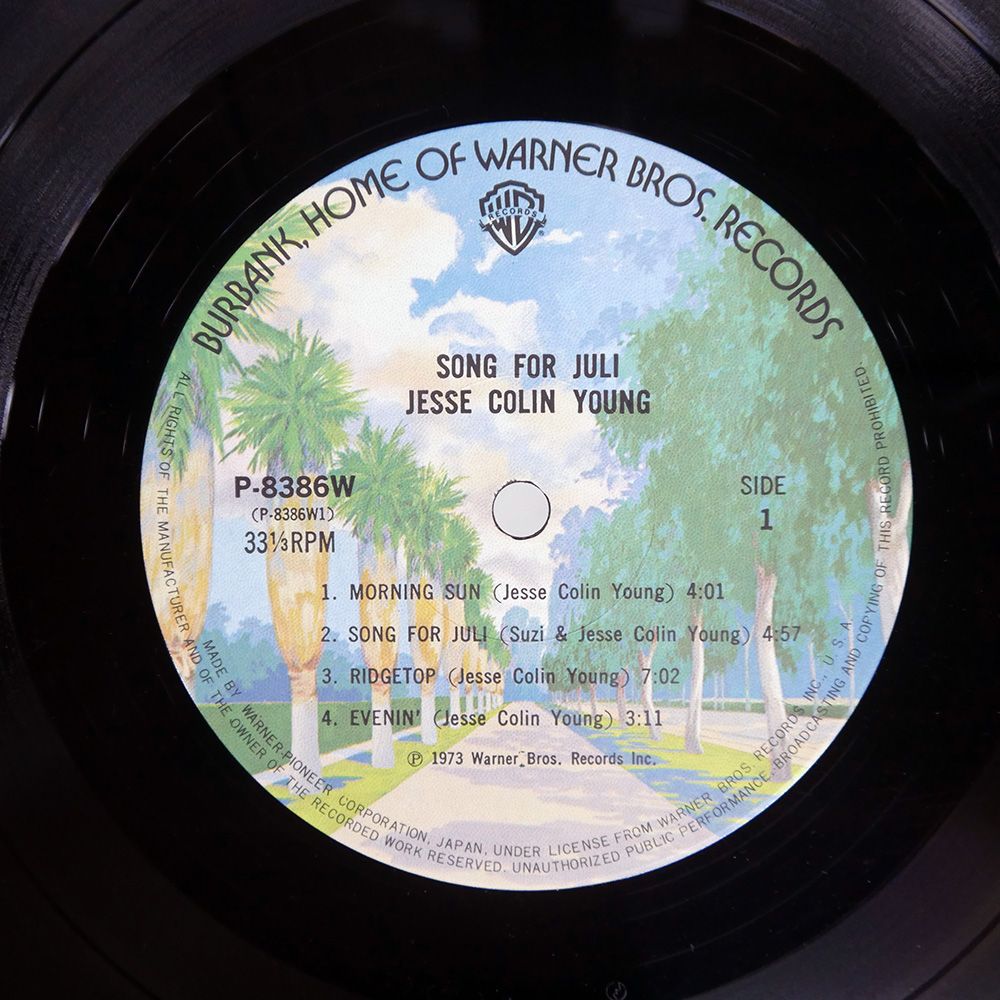 BURBANK, HOME OF WARNER BROS. RECORDS
RECORDS
®
SONG FOR JULI
JESSE COLIN YOUNG
P-8386W
(P-8386W1)
33⅓RPM
SIDE
1
1. MORNING SUN (Jesse Colin Young) 4:01
2. SONG FOR JULI (Suzi & Jesse Colin Young) 4:57
3. RIDGETOP (Jesse Colin Young) 7:02
4. EVENIN' (Jesse Colin Young) 3:11
℗ 1973 Warner Bros. Records Inc.
MADE BY WARNER-PIONEER CORPORATION, JAPAN, UNDER LICENSE FROM WARNER BROS. RECORDS INC., U. S. A.
ALL RIGHTS OF THE MANUFACTURER AND OF THE OWNER OF THE RECORDED WORK RESERVED. UNAUTHORIZED PUBLIC PERFORMANCE, BROADCASTING AND COPYING OF THIS RECORD PROHIBITED.